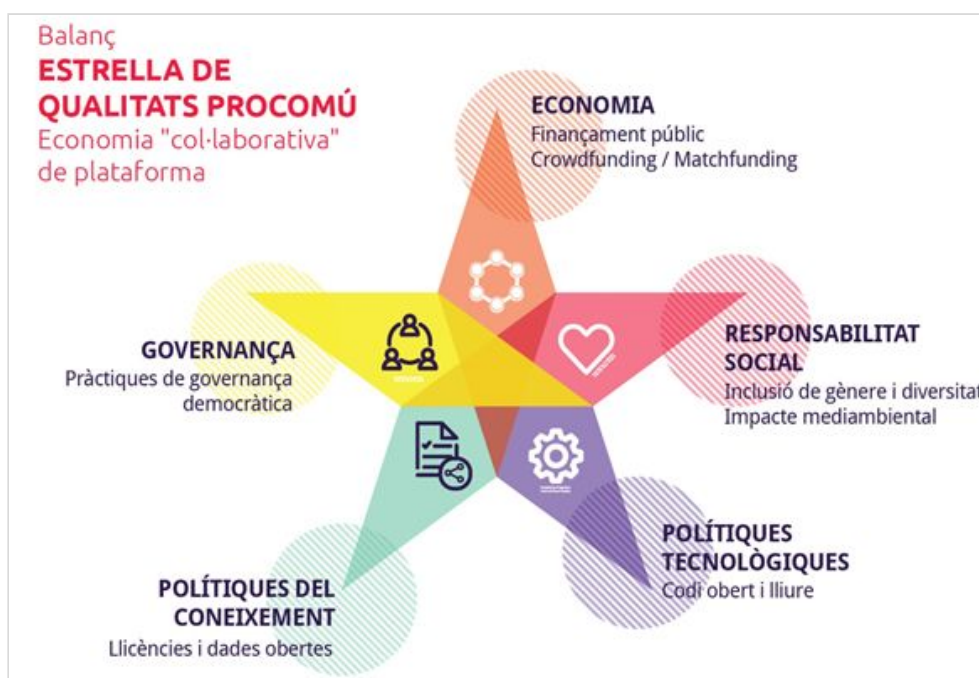 Balanç
ESTRELLA DE
QUALITATS PROCOMÚ
Economia "col·laborativa"
de plataforma
ECONOMIA
Finançament públic
Crowdfunding / Matchfunding
RESPONSABILITAT
SOCIAL
Inclusió de gènere i diversitat
Impacte mediambiental
GOVERNANÇA
Pràctiques de governança
democràtica
POLÍTIQUES
TECNOLÒGIQUES
Codi obert i lliure
POLÍTIQUES DEL
CONEIXEMENT
Llicències i dades obertes